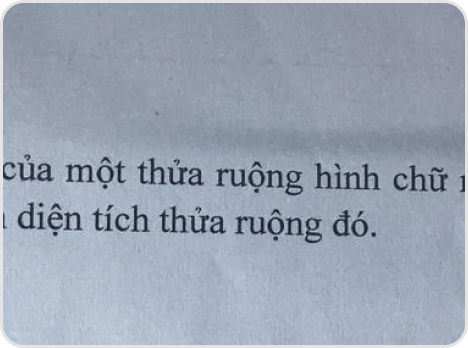 của một thửa ruộng hình chữ
diện tích thửa ruộng đó.